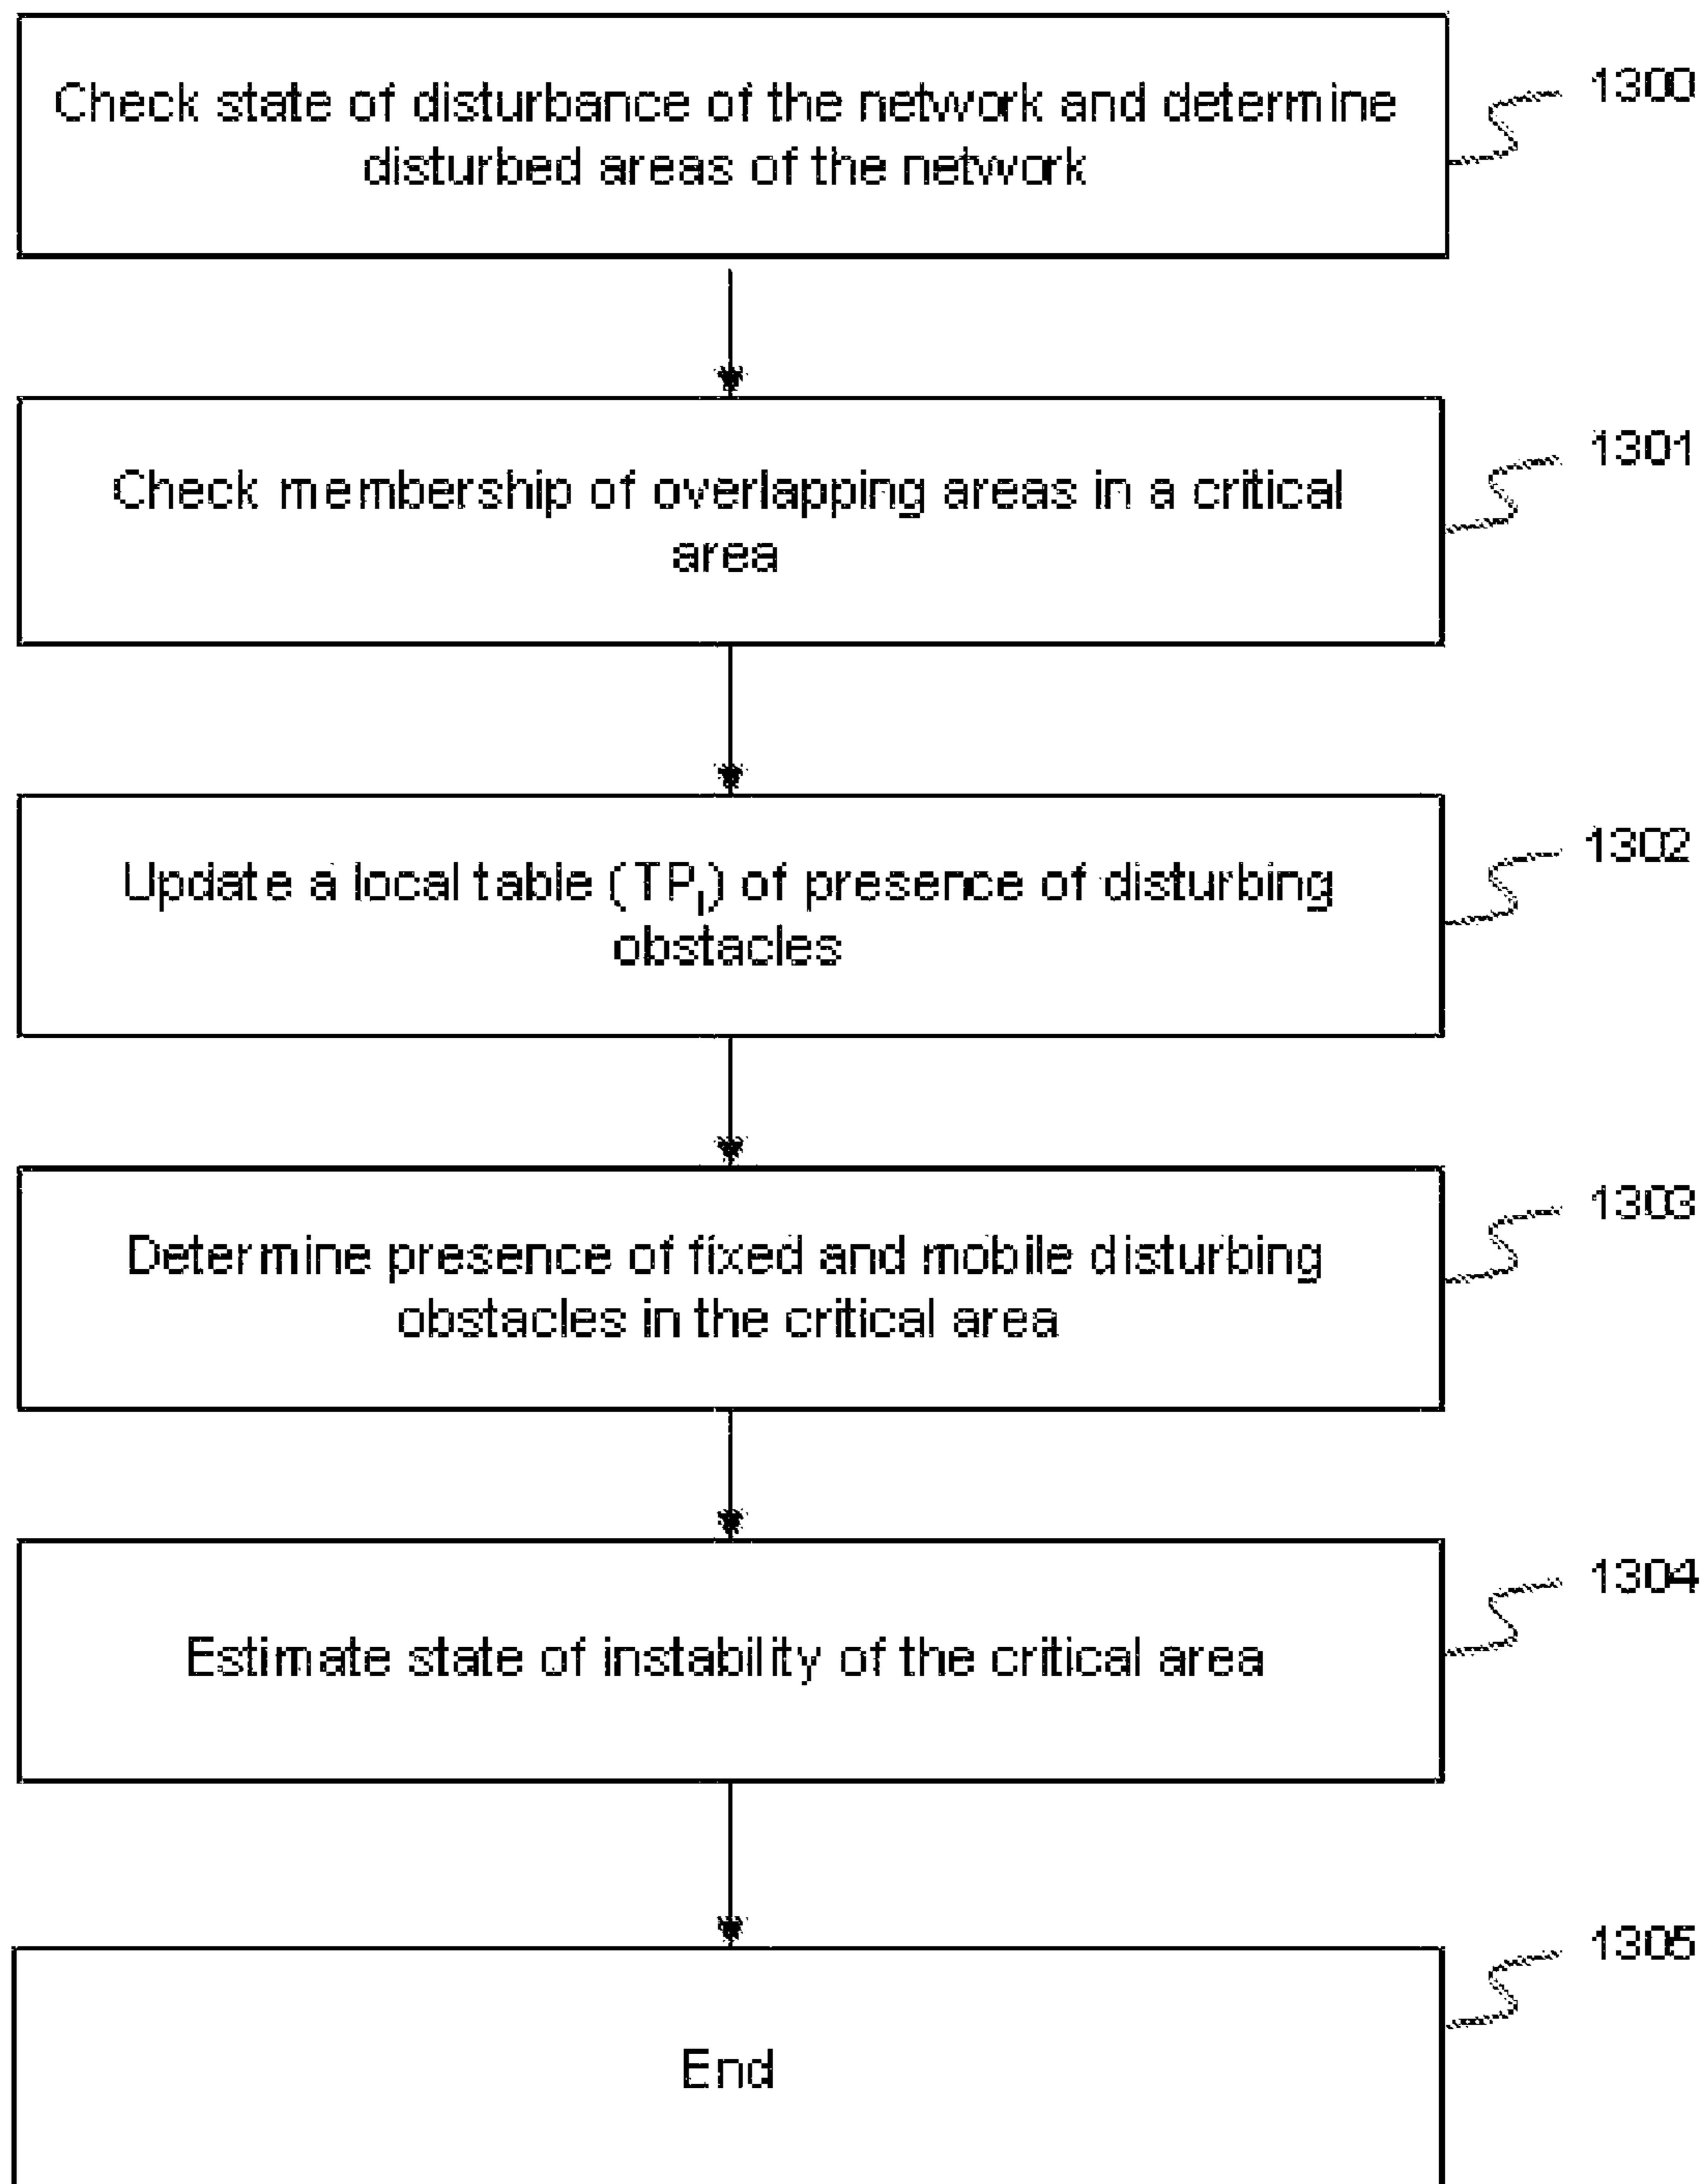 Check state of disturbance of the network and determine
disturbed areas of the network
1300
Check membership of overlapping areas in a critical
area
1301
Update a local table (TPₗ) of presence of disturbing
obstacles
1302
Determine presence of fixed and mobile disturbing
obstacles in the critical area
1303
Estimate state of instability of the critical area
1304
End
1305